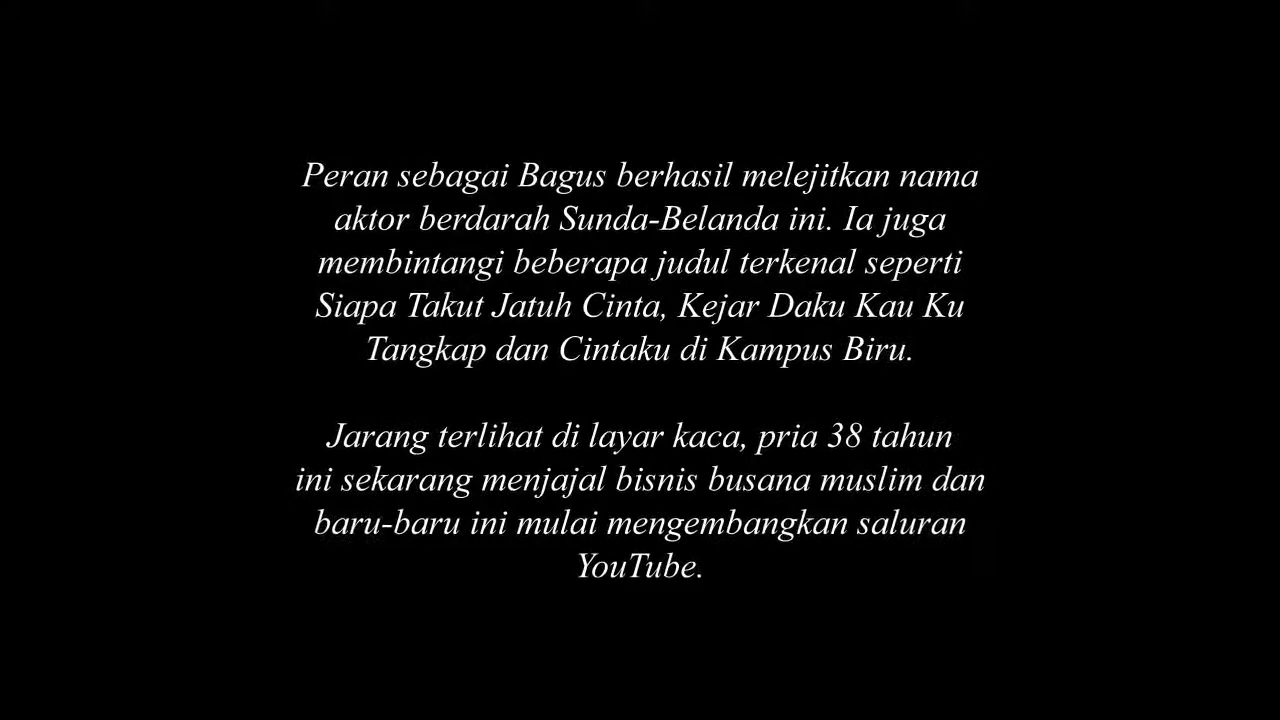 Peran sebagai Bagus berhasil melejitkan nama
aktor berdarah Sunda-Belanda ini. Ia juga
membintangi beberapa judul terkenal seperti
Siapa Takut Jatuh Cinta, Kejar Daku Kau Ku
Tangkap dan Cintaku di Kampus Biru.
Jarang terlihat di layar kaca, pria 38 tahun
ini sekarang menjajal bisnis busana muslim dan
baru-baru ini mulai mengembangkan saluran
YouTube.